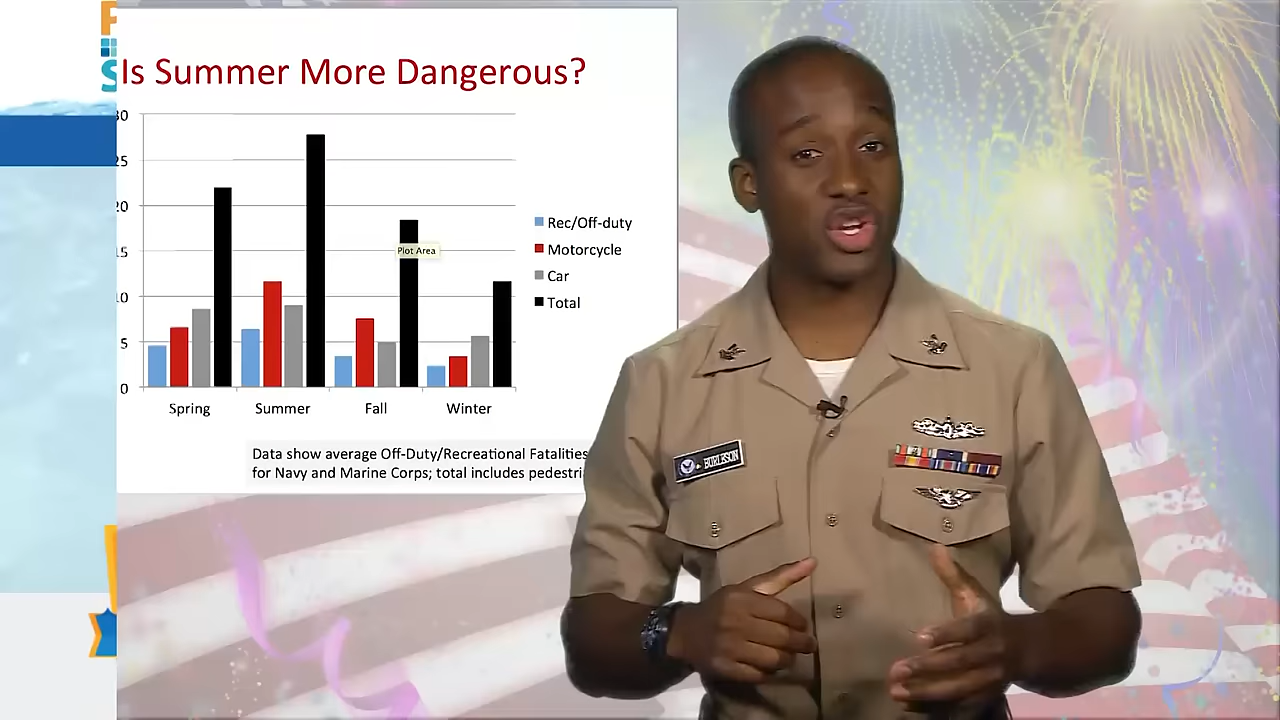 Is Summer More Dangerous?
30
25
20
15
10
5
0
Plot Area
Rec/Off-duty
Motorcycle
Car
Total
Spring Summer Fall Winter
Data show average Off-Duty/Recreational Fatalities
for Navy and Marine Corps; total includes pedestri
BURLESON